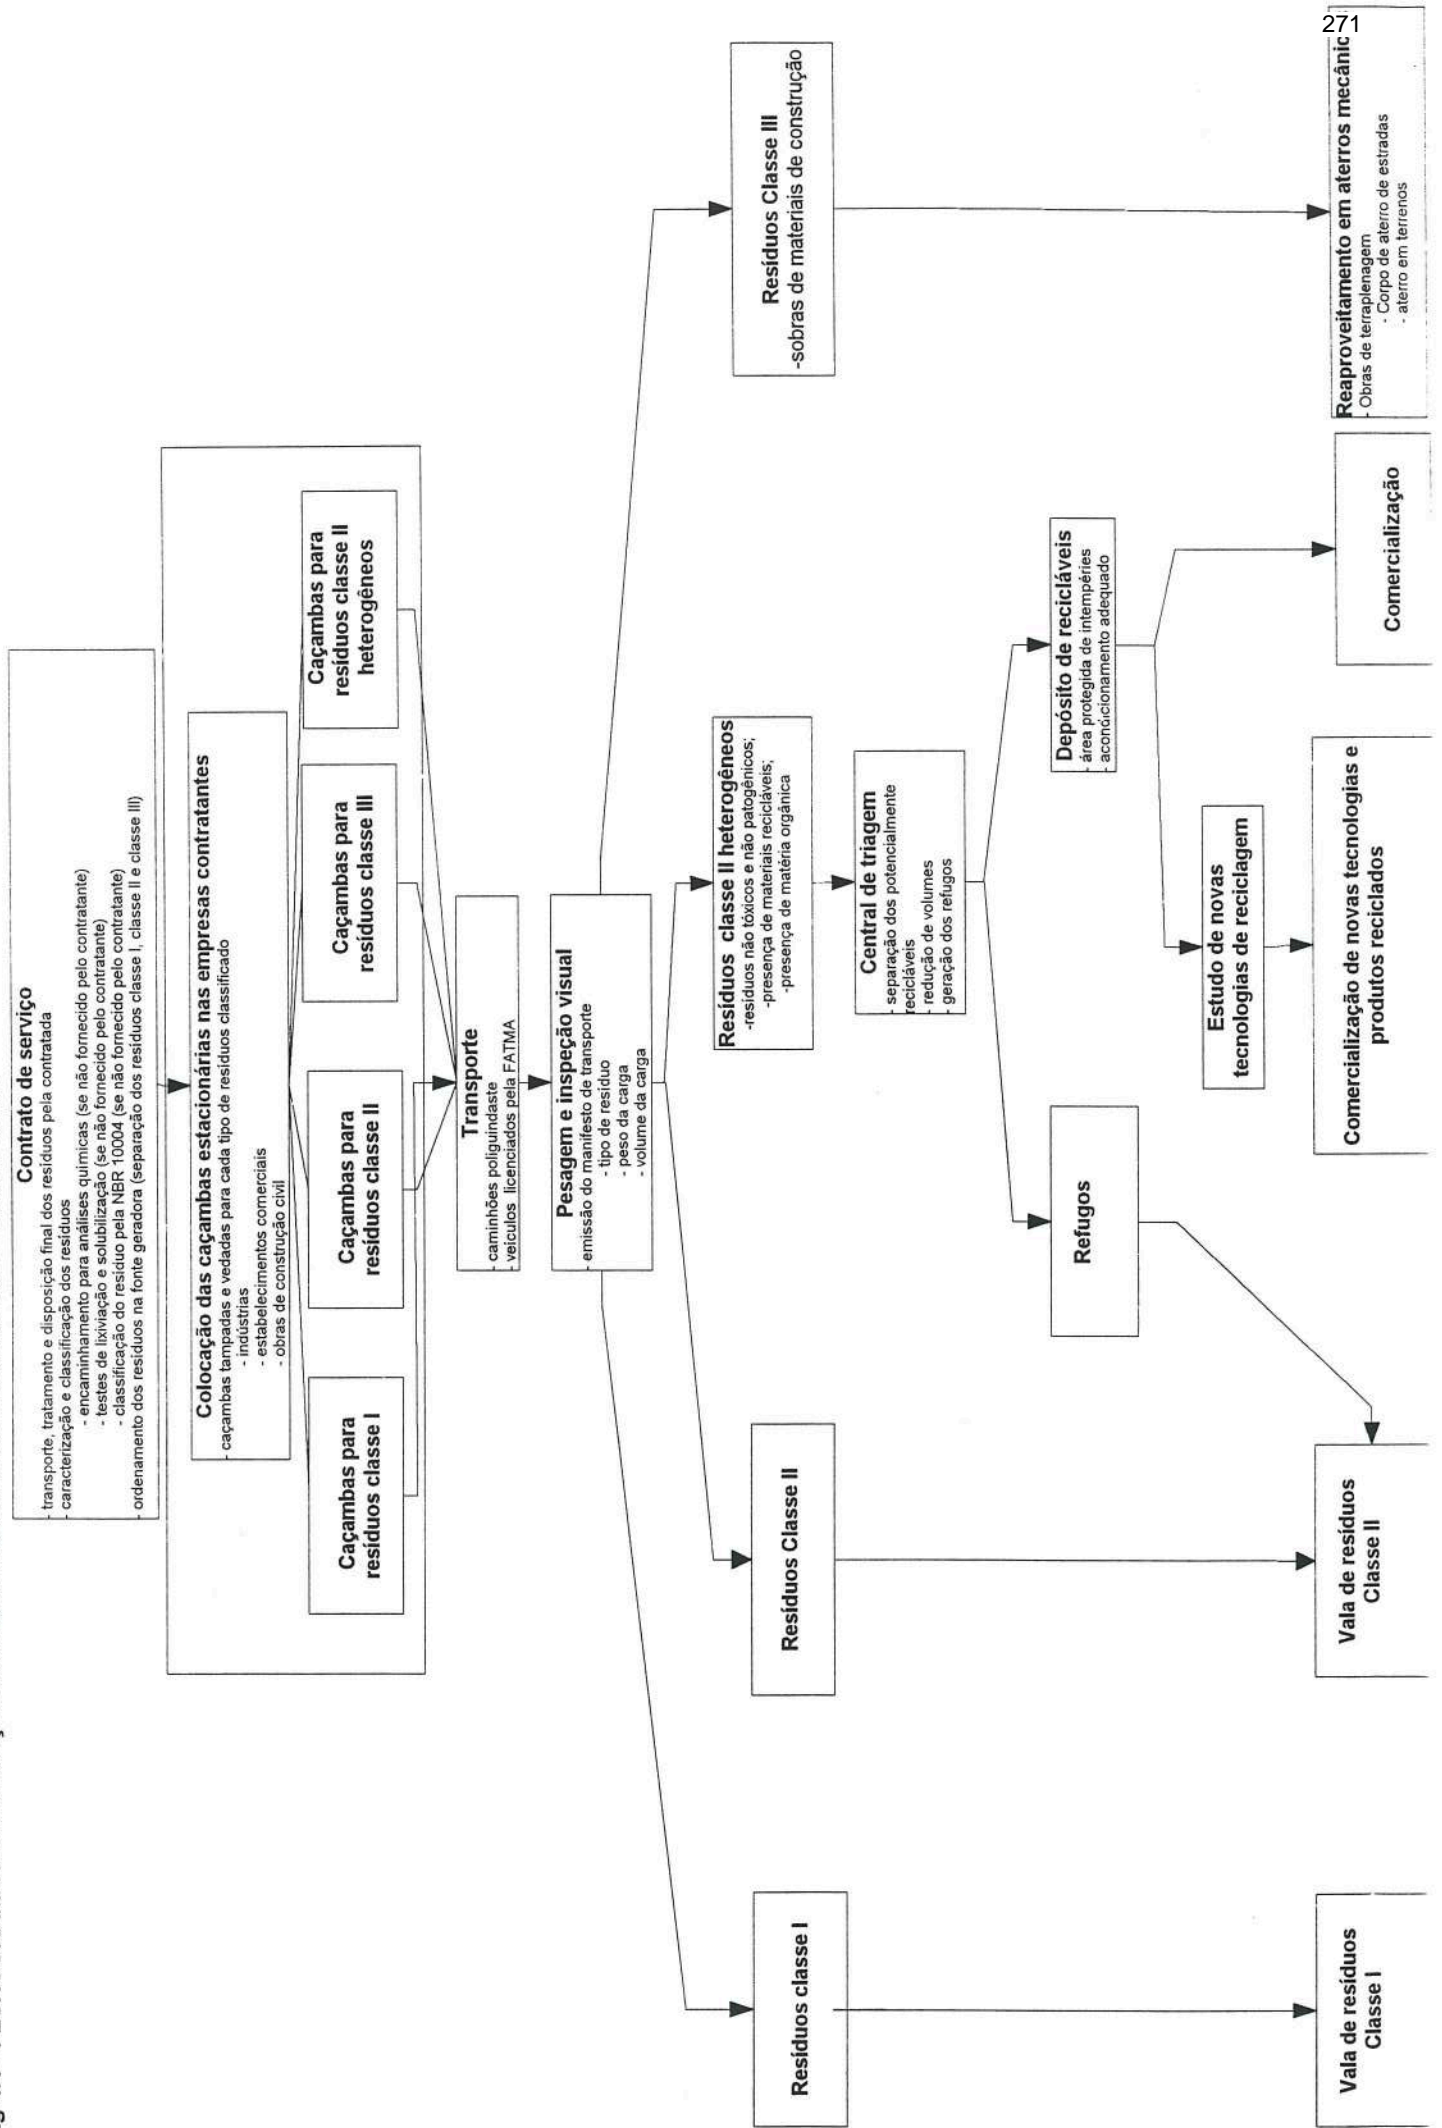 271
Contrato de serviço
- transporte, tratamento e disposição final dos resíduos pela contratada
- caracterização e classificação dos resíduos
- encaminhamento para análises químicas (se não fornecido pelo contratante)
- testes de lixiviação e solubilização (se não fornecido pelo contratante)
- classificação do resíduo pela NBR 10004 (se não fornecido pelo contratante)
- ordenamento dos resíduos na fonte geradora (separação dos resíduos classe I, classe II e classe III)
Colocação das caçambas estacionárias nas empresas contratantes
- caçambas tampadas e vedadas para cada tipo de resíduos classificado
- indústrias
- estabelecimentos comerciais
- obras de construção civil
Caçambas para
resíduos classe I
Caçambas para
resíduos classe II
Caçambas para
resíduos classe III
Caçambas para
resíduos classe II
heterogêneos
Transporte
- caminhões poliguindaste
- veículos licenciados pela FATMA
Pesagem e inspeção visual
- emissão do manifesto de transporte
- tipo de resíduo
- peso da carga
- volume da carga
Resíduos classe I
Resíduos Classe II
Resíduos classe II heterogêneos
-resíduos não tóxicos e não patogênicos;
-presença de materiais recicláveis;
-presença de matéria orgânica
Resíduos Classe III
-sobras de materiais de construção
Central de triagem
- separação dos potencialmente
recicláveis
- redução de volumes
- geração dos refugos
Refugos
Depósito de recicláveis
- área protegida de intempéries
- acondicionamento adequado
Estudo de novas
tecnologias de reciclagem
Vala de resíduos
Classe I
Vala de resíduos
Classe II
Comercialização de novas tecnologias e
produtos reciclados
Comercialização
Reaproveitamento em aterros mecânic
- Obras de terraplenagem
- Corpo de aterro de estradas
- aterro em terrenos